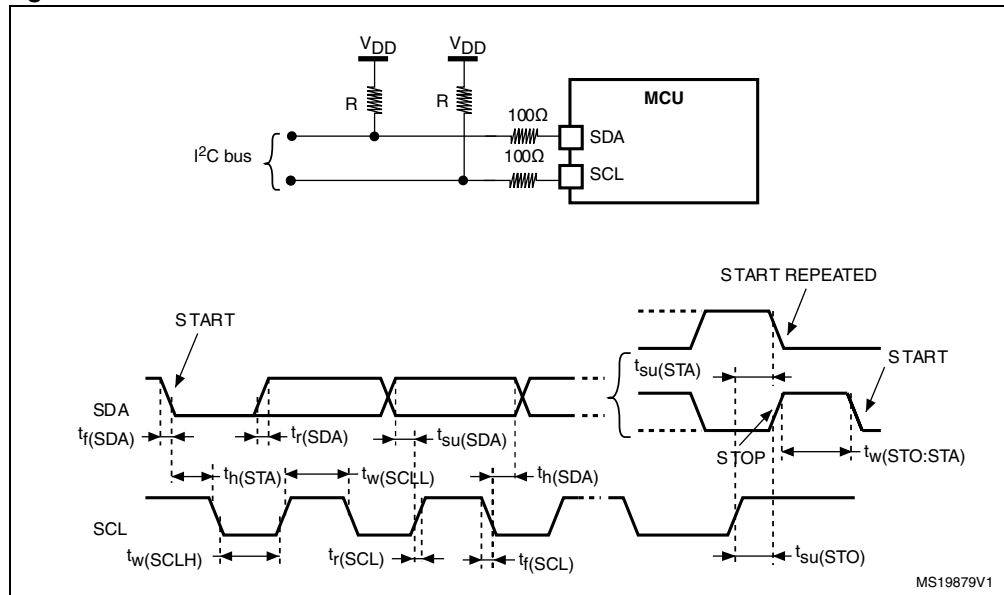 VDD VDD
R R
MCU
100Ω
SDA
I²C bus
100Ω
SCL
START REPEATED
START
START
tsu(STA)
SDA
tf(SDA) tr(SDA) tsu(SDA)
STOP
tw(STO:STA)
th(STA) tw(SCLL) th(SDA)
SCL
tw(SCLH) tr(SCL) tf(SCL) tsu(STO)
MS19879V1